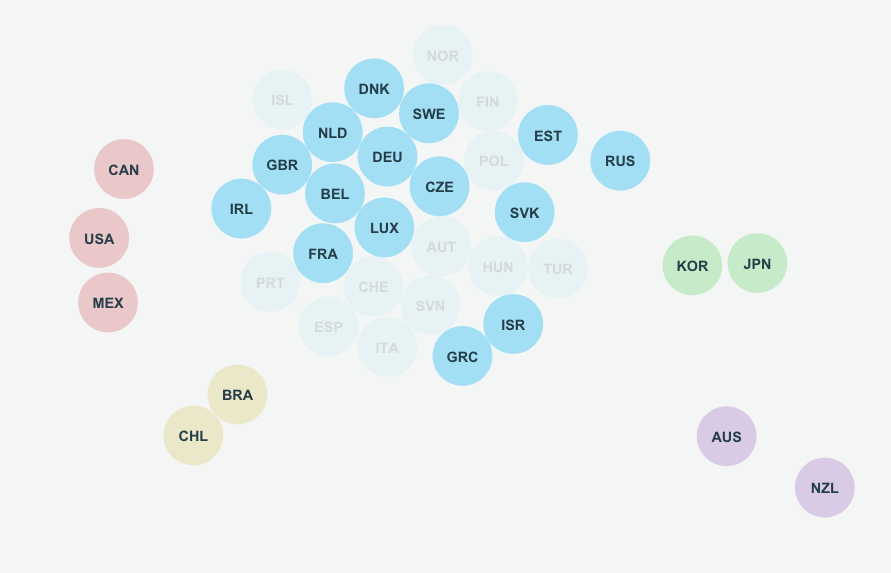 NOR
DNK
ISL
FIN
SWE
NLD
EST
DEU
POL
RUS
GBR
CAN
CZE
BEL
IRL
SVK
LUX
USA
AUT
FRA
KOR
JPN
HUN
TUR
PRT
CHE
MEX
SVN
ESP
ISR
ITA
GRC
BRA
CHL
AUS
NZL